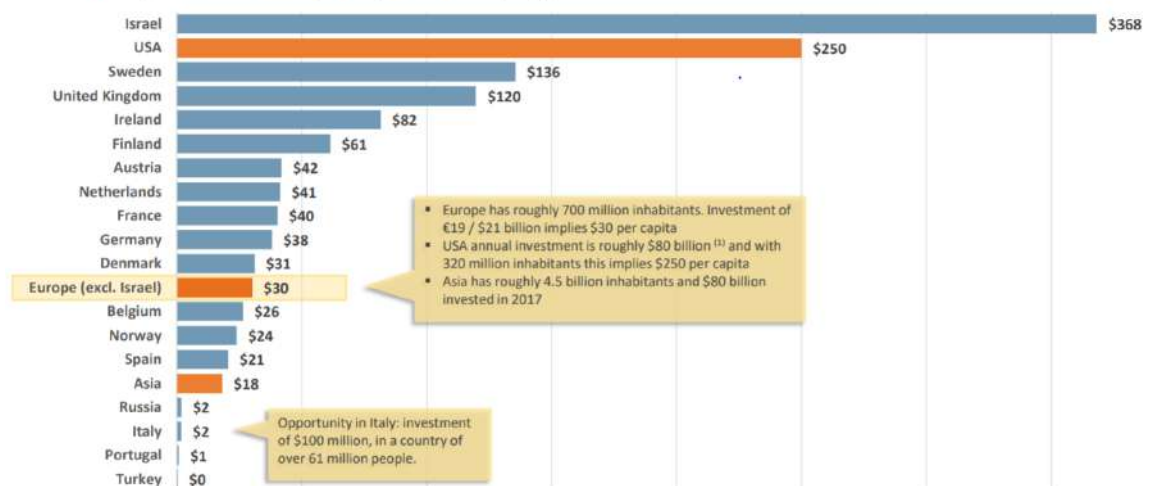 Israel $368
USA $250
Sweden $136
United Kingdom $120
Ireland $82
Finland $61
Austria $42
Netherlands $41
France $40
Germany $38
Denmark $31
Europe (excl. Israel) $30
Belgium $26
Norway $24
Spain $21
Asia $18
Russia $2
Italy $2
Portugal $1
Turkey $0
▪ Europe has roughly 700 million inhabitants. Investment of
€19 / $21 billion implies $30 per capita
▪ USA annual investment is roughly $80 billion (1) and with
320 million inhabitants this implies $250 per capita
▪ Asia has roughly 4.5 billion inhabitants and $80 billion
invested in 2017
Opportunity in Italy: investment
of $100 million, in a country of
over 61 million people.